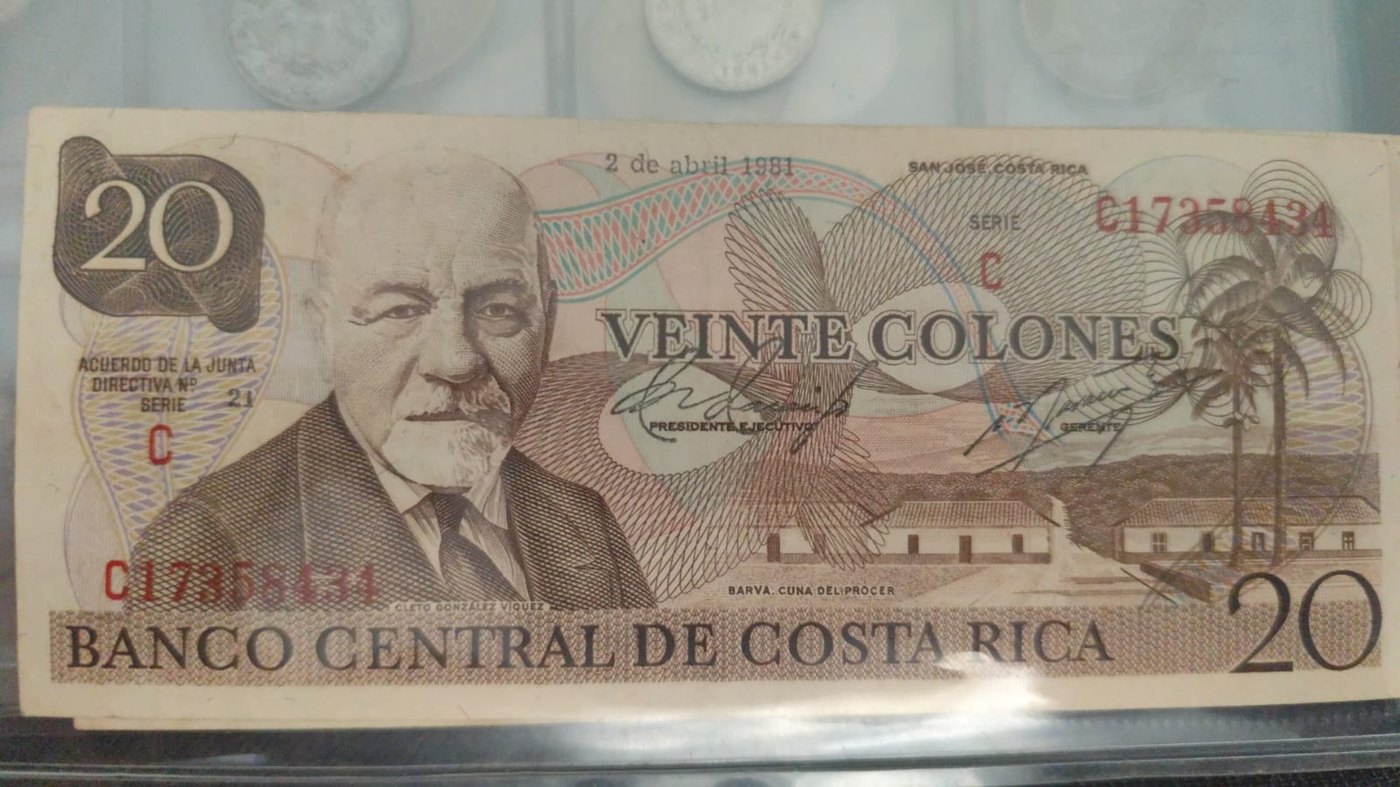 20
2 de abril 1981
SAN JOSÉ, COSTA RICA
SERIE
C
C17358434
VEINTE COLONES
ACUERDO DE LA JUNTA
DIRECTIVA Nº
SERIE 21
C
PRESIDENTE EJECUTIVO
GERENTE
C17358434
CLETO GONZÁLEZ VÍQUEZ
BARVA, CUNA DEL PRÓCER
BANCO CENTRAL DE COSTA RICA
20